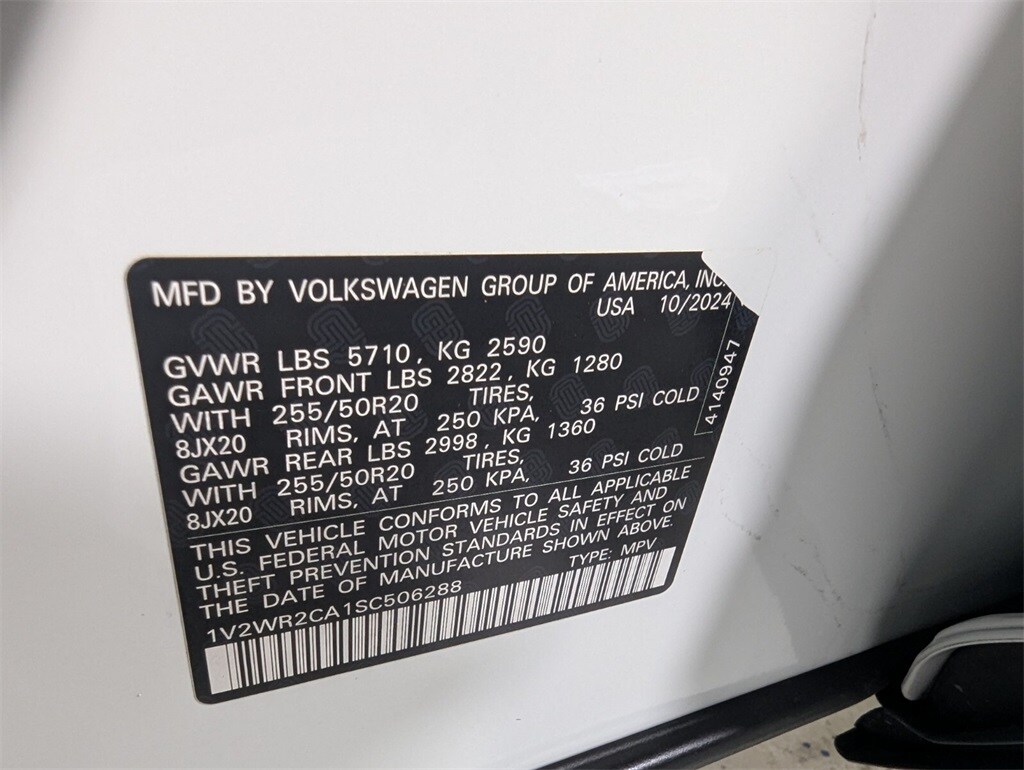 MFD BY VOLKSWAGEN GROUP OF AMERICA, INC.
USA 10/2024
GVWR LBS 5710, KG 2590
GAWR FRONT LBS 2822, KG 1280
WITH 255/50R20 TIRES,
8JX20 RIMS, AT 250 KPA, 36 PSI COLD
GAWR REAR LBS 2998, KG 1360
WITH 255/50R20 TIRES,
8JX20 RIMS, AT 250 KPA, 36 PSI COLD
4140947
THIS VEHICLE CONFORMS TO ALL APPLICABLE
U.S. FEDERAL MOTOR VEHICLE SAFETY AND
THEFT PREVENTION STANDARDS IN EFFECT ON
THE DATE OF MANUFACTURE SHOWN ABOVE.
1V2WR2CA1SC506288 TYPE: MPV